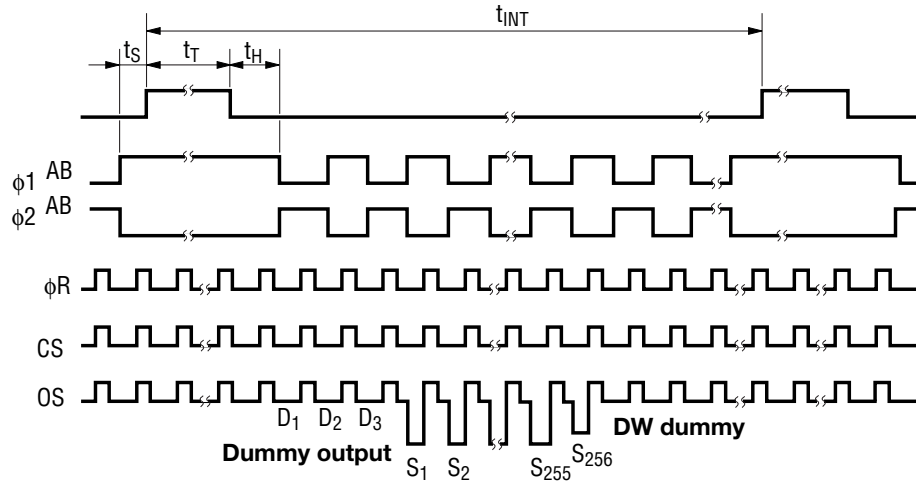 tINT
tS tT tH
ϕ1 AB
ϕ2 AB
ϕR
CS
OS
D1 D2 D3
DW dummy
Dummy output
S1 S2 S255 S256